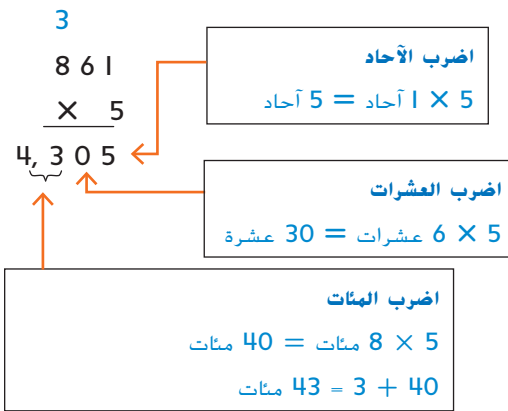 3
861
× 5
4,305
اضرب الآحاد
5 × 1 آحاد = 5 آحاد
اضرب العشرات
5 × 6 عشرات = 30 عشرة
اضرب المئات
5 × 8 مئات = 40 مئات
40 + 3 = 43 مئات